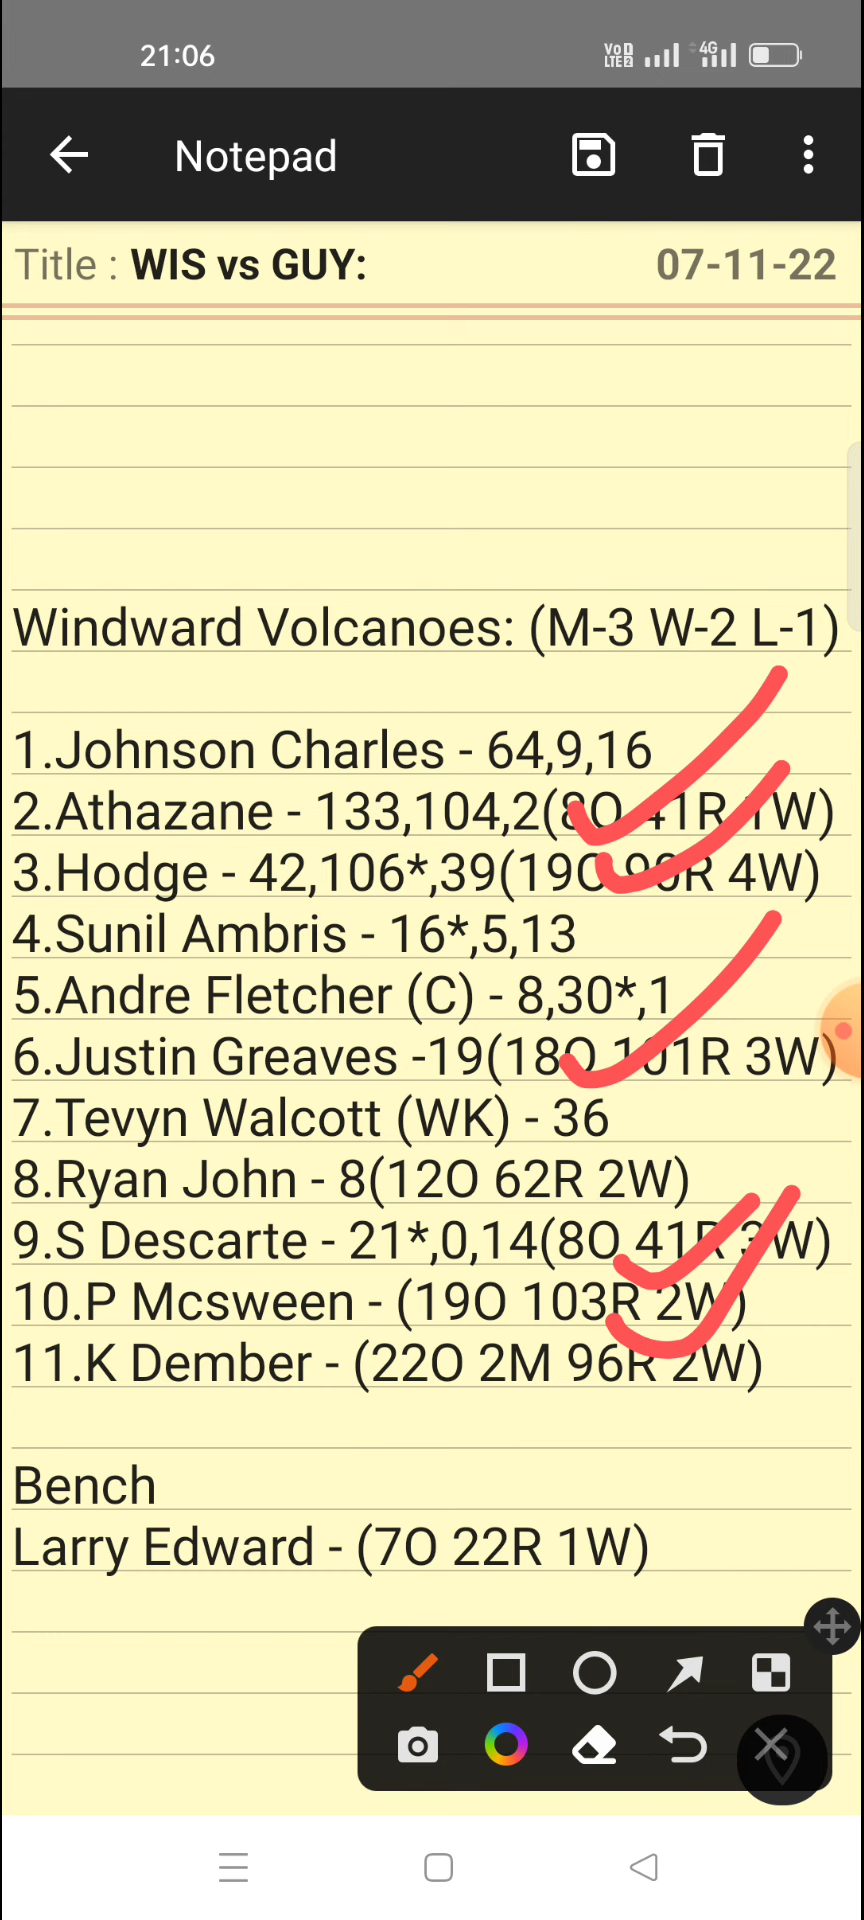 21:06 VoD LTE2 4G
Notepad
Title : WIS vs GUY: 07-11-22
Windward Volcanoes: (M-3 W-2 L-1)
1.Johnson Charles - 64,9,16
2.Athazane - 133,104,2(8O 41R 1W)
3.Hodge - 42,106*,39(19O 90R 4W)
4.Sunil Ambris - 16*,5,13
5.Andre Fletcher (C) - 8,30*,1
6.Justin Greaves -19(18O 101R 3W)
7.Tevyn Walcott (WK) - 36
8.Ryan John - 8(12O 62R 2W)
9.S Descarte - 21*,0,14(8O 41R 3W)
10.P Mcsween - (19O 103R 2W)
11.K Dember - (22O 2M 96R 2W)
Bench
Larry Edward - (7O 22R 1W)